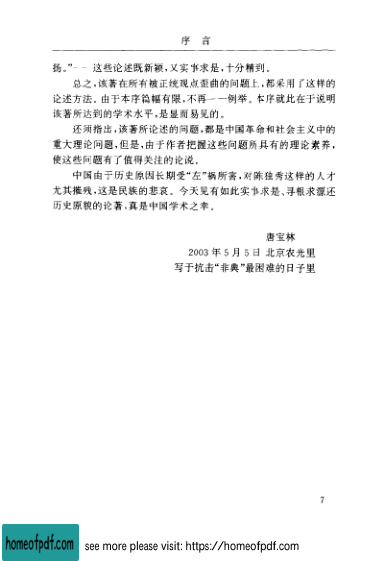 序 言
扬。”—— 这些论述既新颖，又实事求是，十分精到。
总之，该著在所有被正统观点歪曲的问题上，都采用了这样的
论述方法。由于本序篇幅有限，不再一一例举。本序就此在于说明
该著所达到的学术水平，是显而易见的。
还须指出，该著所论述的问题，都是中国革命和社会主义中的
重大理论问题，但是，由于作者把握这些问题所具有的理论素养，
使这些问题有了值得关注的论说。
中国由于历史原因长期受“左”祸所害，对陈独秀这样的人才
尤其摧残，这是民族的悲哀。今天见有如此实事求是、寻根求源还
历史原貌的论著，真是中国学术之幸。
唐宝林
2003 年 5 月 5 日 北京农光里
写于抗击“非典”最困难的日子里
7
homeofpdf.com
see more please visit: https://homeofpdf.com